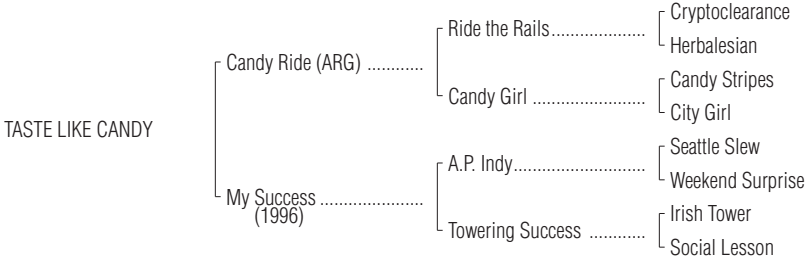 Cryptoclearance
Ride the Rails.....................
Herbalesian
Candy Ride (ARG) ............
Candy Stripes
Candy Girl .........................
City Girl
TASTE LIKE CANDY
Seattle Slew
A.P. Indy.............................
Weekend Surprise
My Success ......................
(1996)
Irish Tower
Towering Success ............
Social Lesson